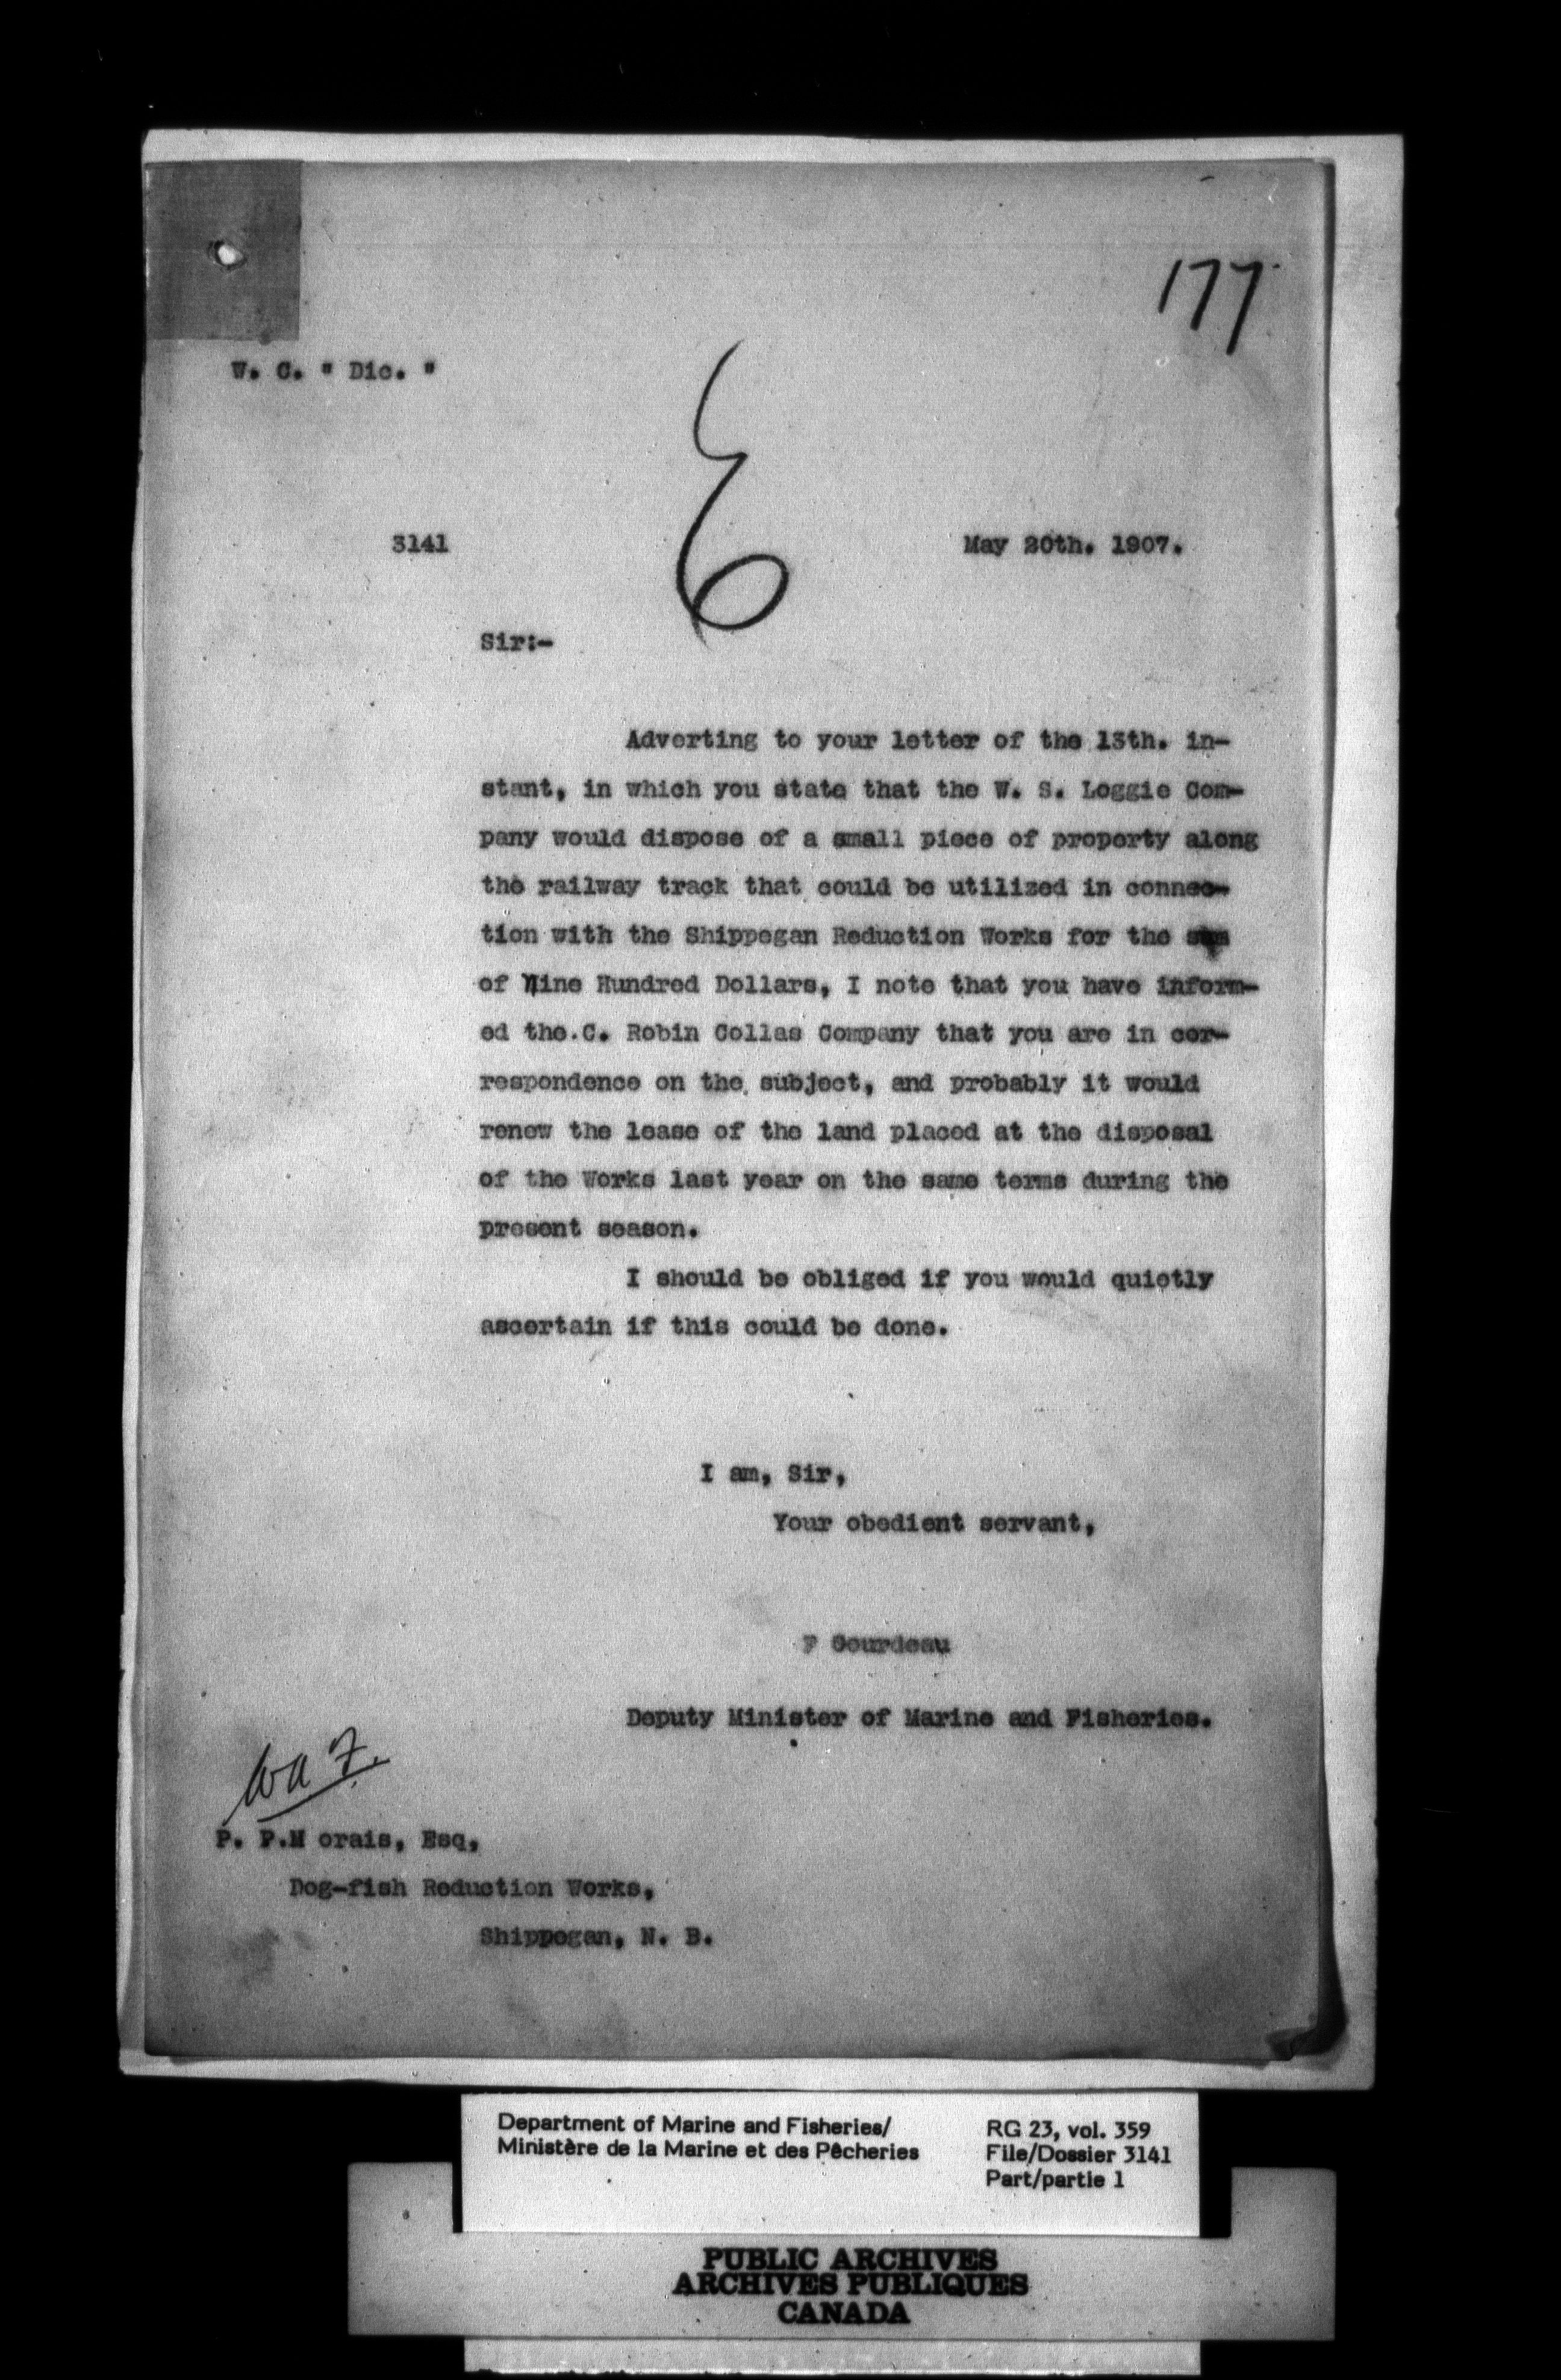 177
W. C. " Dic. "
3141
May 20th. 1907.
Sir:-
Adverting to your letter of the 13th. in-
stant, in which you state that the W. S. Loggie Com-
pany would dispose of a small piece of property along
the railway track that could be utilized in connec-
tion with the Shippegan Reduction Works for the sum
of Nine Hundred Dollars, I note that you have inform-
ed the.C. Robin Collas Company that you are in cor-
respondence on the subject, and probably it would
renew the lease of the land placed at the disposal
of the Works last year on the same terms during the
present season.
I should be obliged if you would quietly
ascertain if this could be done.
I am, Sir,
Your obedient servant,
F Gourdeau
Deputy Minister of Marine and Fisheries.
P. P.M orais, Esq,
Dog-fish Reduction Works,
Shippegan, N. B.
Department of Marine and Fisheries/
Ministère de la Marine et des Pêcheries
RG 23, vol. 359
File/Dossier 3141
Part/partie 1
PUBLIC ARCHIVES
ARCHIVES PUBLIQUES
CANADA